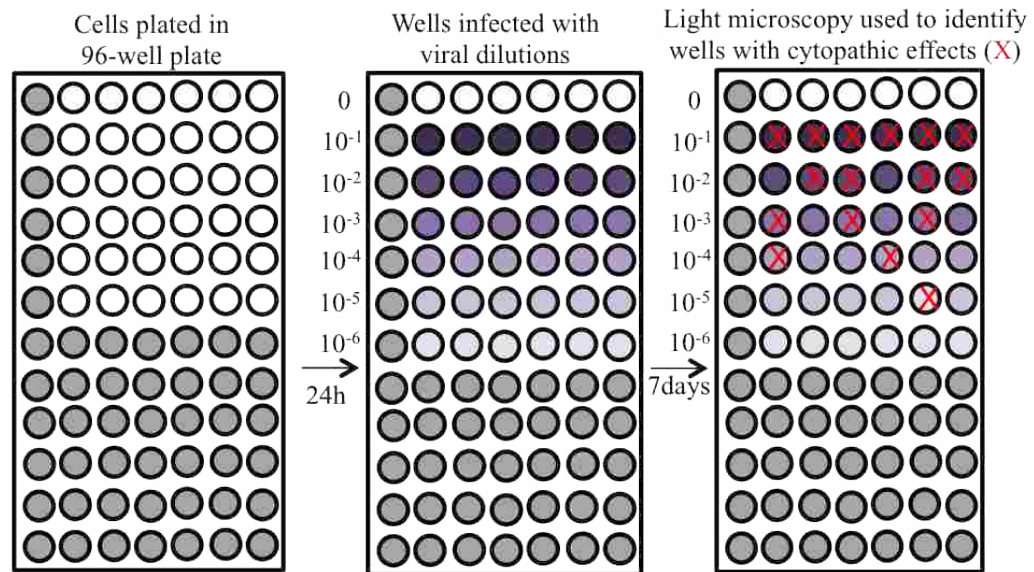 Cells plated in
96-well plate
Wells infected with
viral dilutions
Light microscopy used to identify
wells with cytopathic effects (X)
0
10-1
10-2
10-3
10-4
10-5
10-6
24h
0
10-1
10-2
10-3
10-4
10-5
10-6
7days
X X X X X X
X X X X
X X X
X X
X